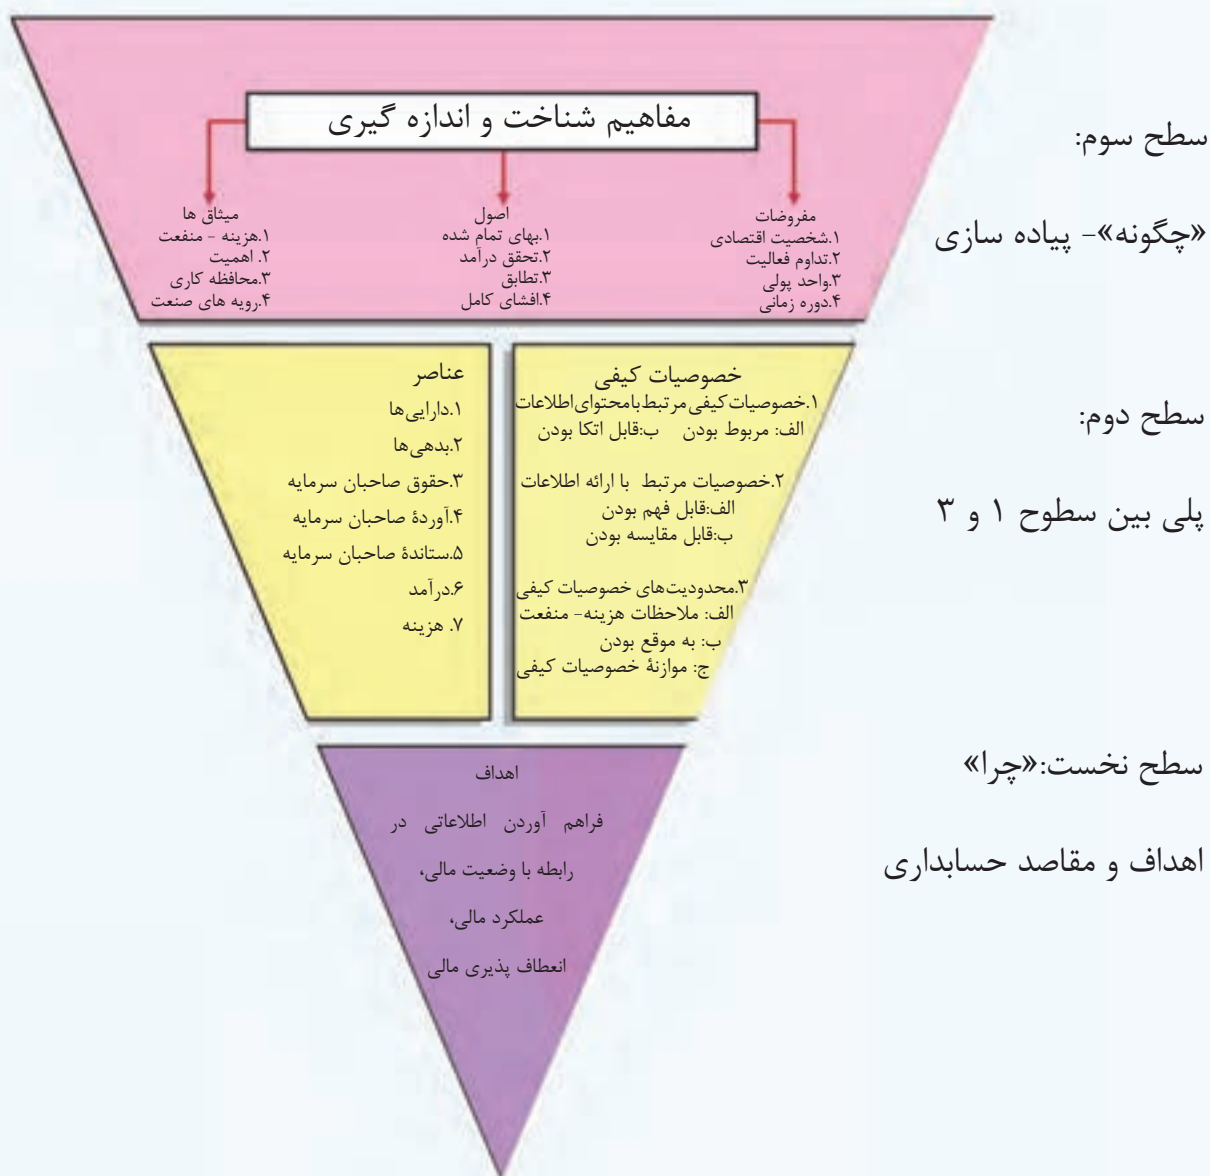 مفاهیم شناخت و اندازه گیری
مفروضات
۱.شخصیت اقتصادی
۲.تداوم فعالیت
۳.واحد پولی
۴.دوره زمانی
اصول
۱.بهای تمام شده
۲.تحقق درآمد
۳.تطابق
۴.افشای کامل
میثاق ها
۱.هزینه - منفعت
۲. اهمیت
۳.محافظه کاری
۴.رویه های صنعت
سطح سوم:
«چگونه»- پیاده سازی
خصوصیات کیفی
۱.خصوصیات کیفی مرتبط با محتوای اطلاعات
الف: مربوط بودن ب:قابل اتکا بودن
۲.خصوصیات مرتبط با ارائه اطلاعات
الف:قابل فهم بودن
ب:قابل مقایسه بودن
۳.محدودیت‌های خصوصیات کیفی
الف: ملاحظات هزینه- منفعت
ب: به موقع بودن
ج: موازنۀ خصوصیات کیفی
عناصر
۱.دارایی‌ها
۲.بدهی‌ها
۳.حقوق صاحبان سرمایه
۴.آوردۀ صاحبان سرمایه
۵.ستاندۀ صاحبان سرمایه
۶.درآمد
۷. هزینه
سطح دوم:
پلی بین سطوح ۱ و ۳
اهداف
فراهم آوردن اطلاعاتی در
رابطه با وضعیت مالی،
عملکرد مالی،
انعطاف پذیری مالی
سطح نخست:«چرا»
اهداف و مقاصد حسابداری